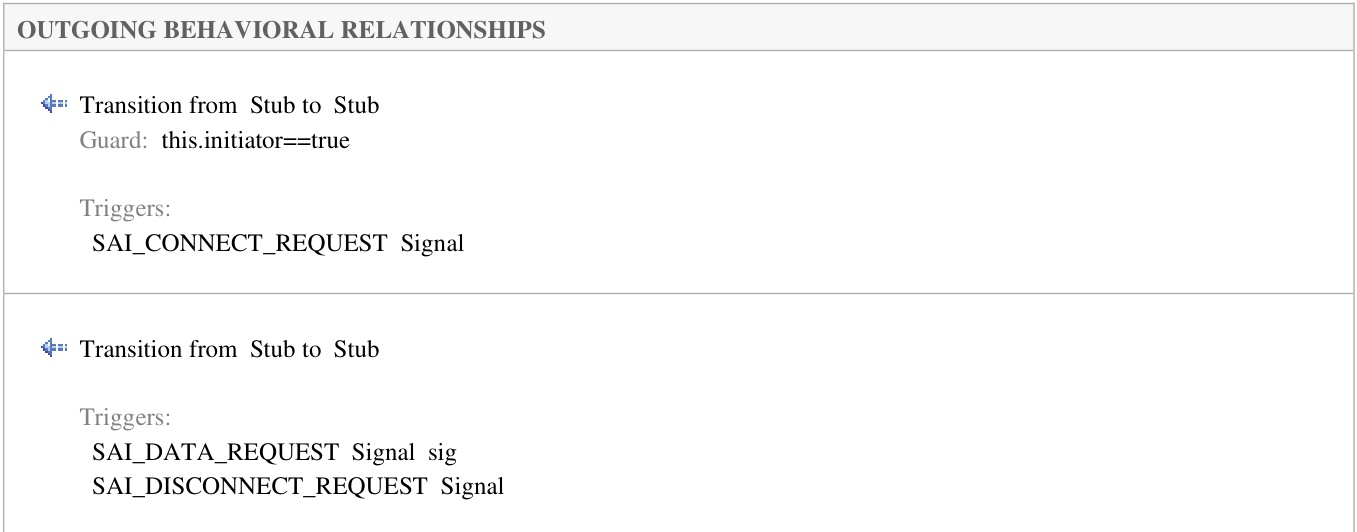 OUTGOING BEHAVIORAL RELATIONSHIPS
Transition from Stub to Stub
Guard: this.initiator==true
Triggers:
SAI_CONNECT_REQUEST Signal
Transition from Stub to Stub
Triggers:
SAI_DATA_REQUEST Signal sig
SAI_DISCONNECT_REQUEST Signal